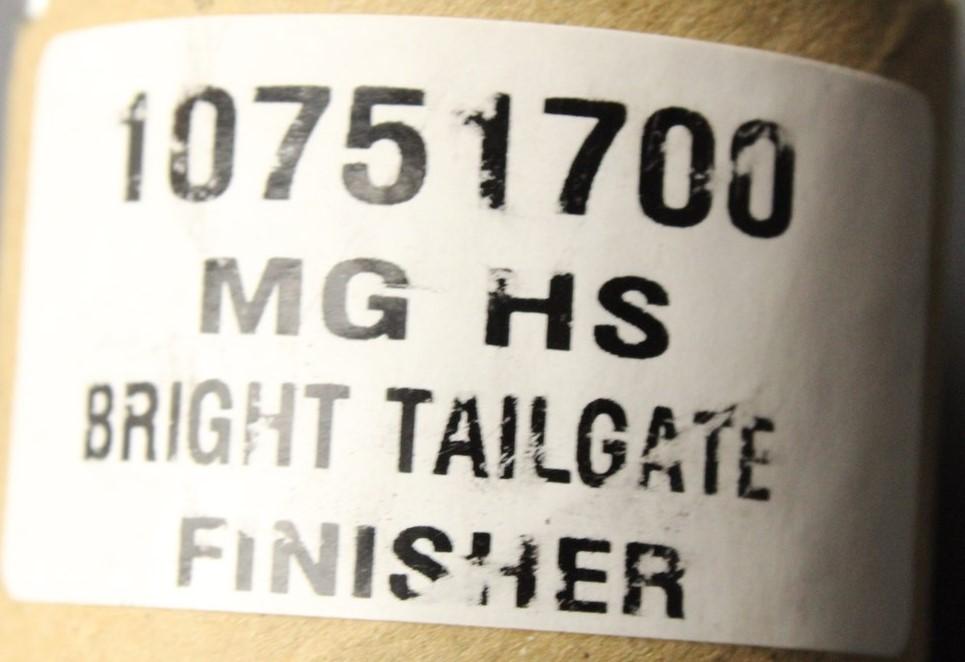 10751700
MG HS
BRIGHT TAILGATE
FINISHER